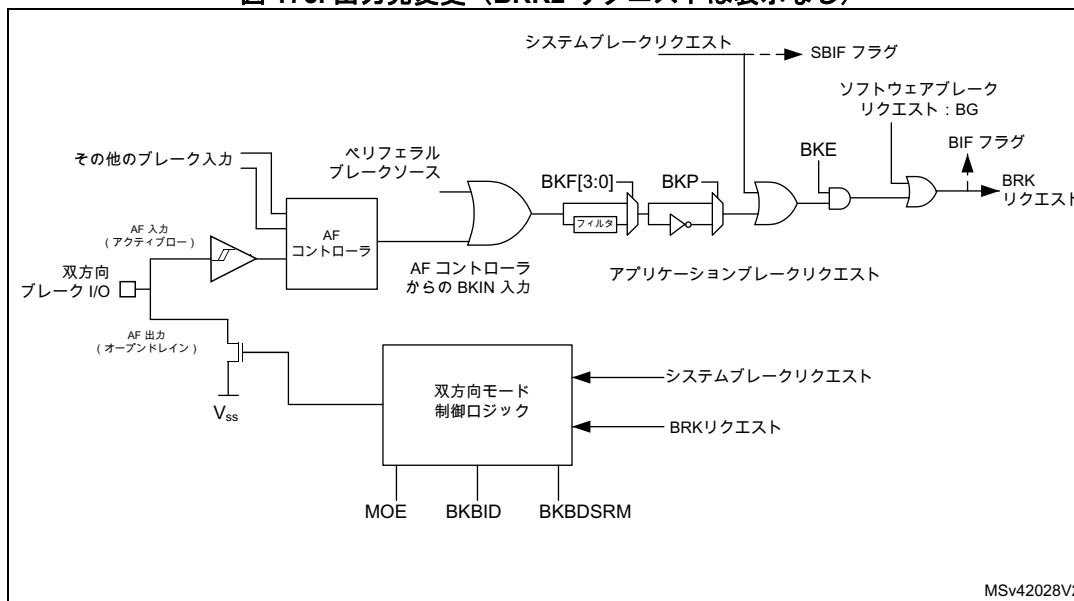 システムブレークリクエスト
SBIF フラグ
ソフトウェアブレーク
リクエスト : BG
BIF フラグ
BRK
リクエスト
その他のブレーク入力
ペリフェラル
ブレークソース
BKF[3:0]
BKP
BKE
フィルタ
AF
コントローラ
AF 入力
( アクティブロー )
双方向
ブレーク I/O
AF コントローラ
からの BKIN 入力
アプリケーションブレークリクエスト
AF 出力
( オープンドレイン )
Vss
双方向モード
制御ロジック
システムブレークリクエスト
BRKリクエスト
MOE
BKBID
BKBDSRM
MSv42028V2